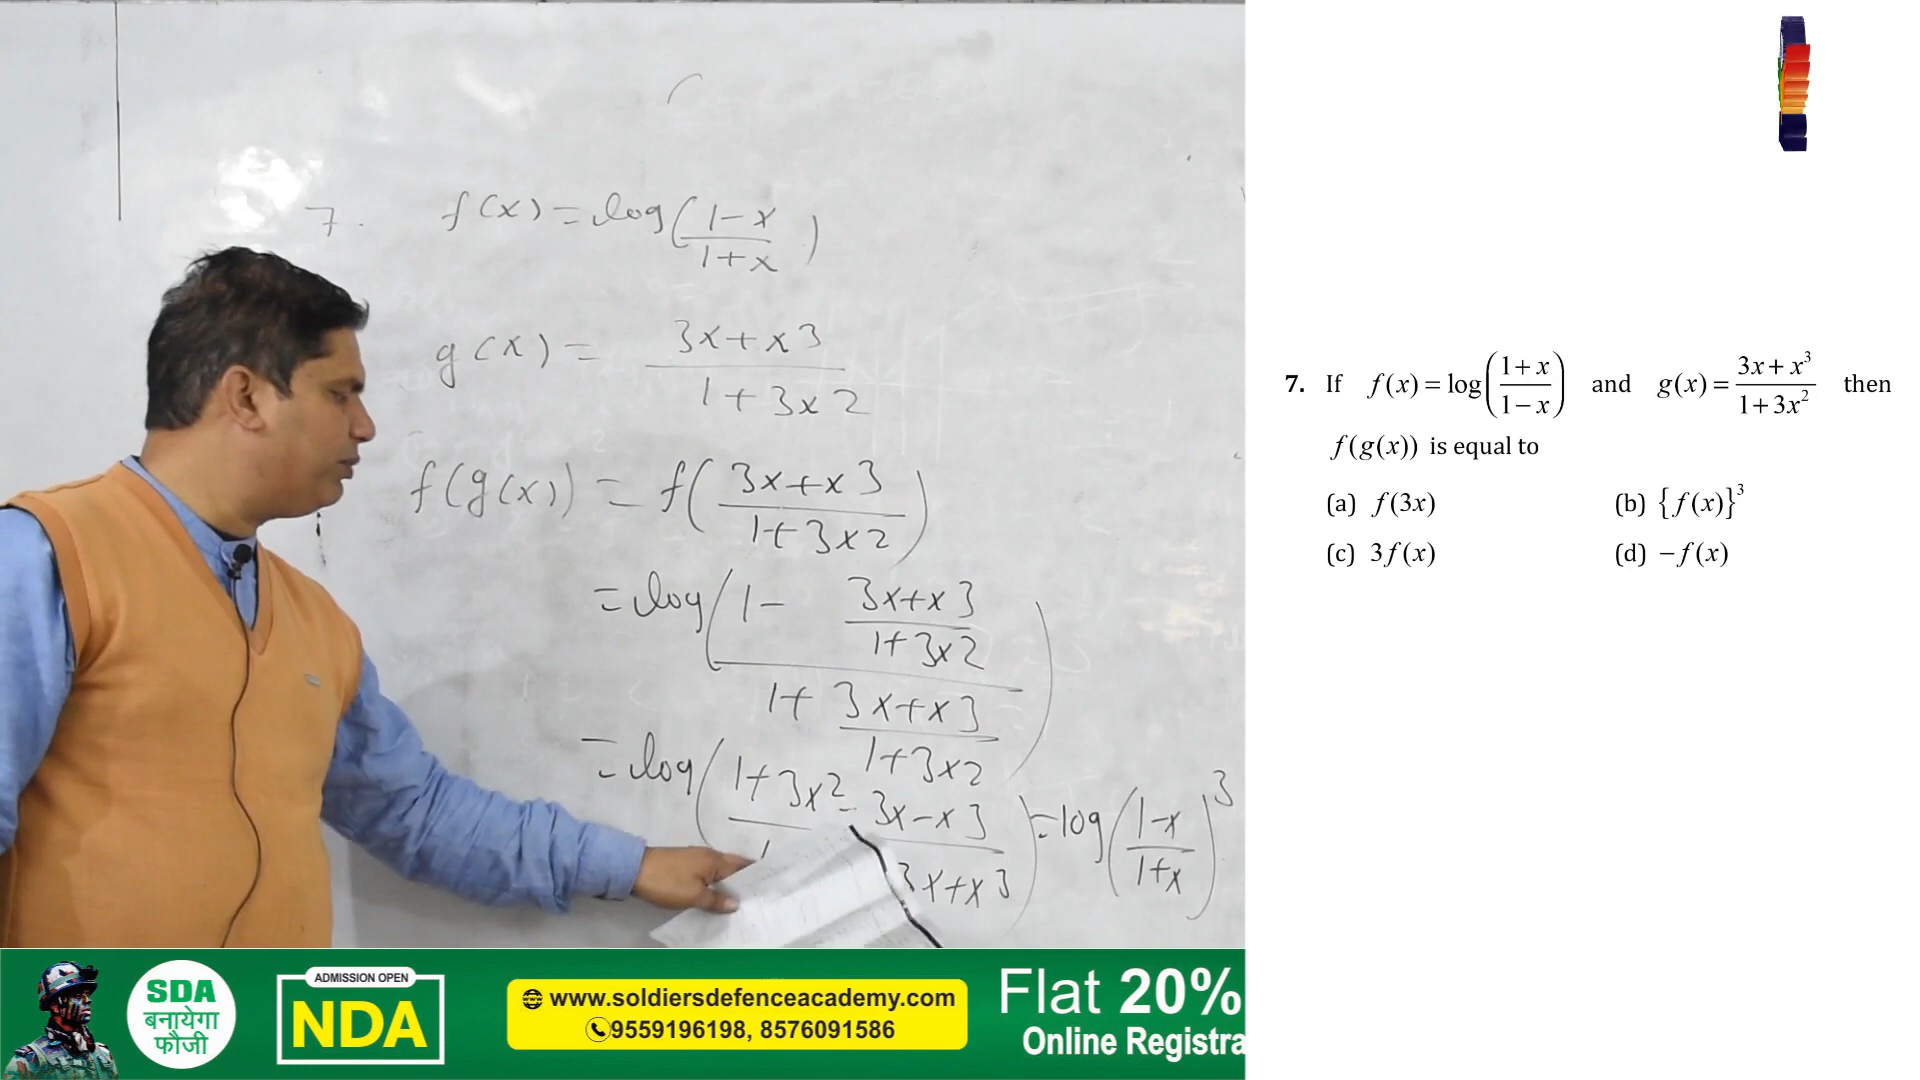 7. f(x) = log(1-x / 1+x)
g(x) = 3x+x3 / 1+3x2
f(g(x)) = f(3x+x3 / 1+3x2)
= log(1- 3x+x3 / 1+3x2 / 1+ 3x+x3 / 1+3x2)
= log(1+3x2 - 3x-x3 / 1 3x+x3) = log(1-x / 1+x)3
7. If f(x) = log(1+x / 1−x) and g(x) = 3x+x³ / 1+3x² then
f(g(x)) is equal to
(a) f(3x) (b) {f(x)}³
(c) 3f(x) (d) −f(x)
SDA
बनायेगा
फौजी
ADMISSION OPEN
NDA
www.soldiersdefenceacademy.com
9559196198, 8576091586
Flat 20%
Online Registra